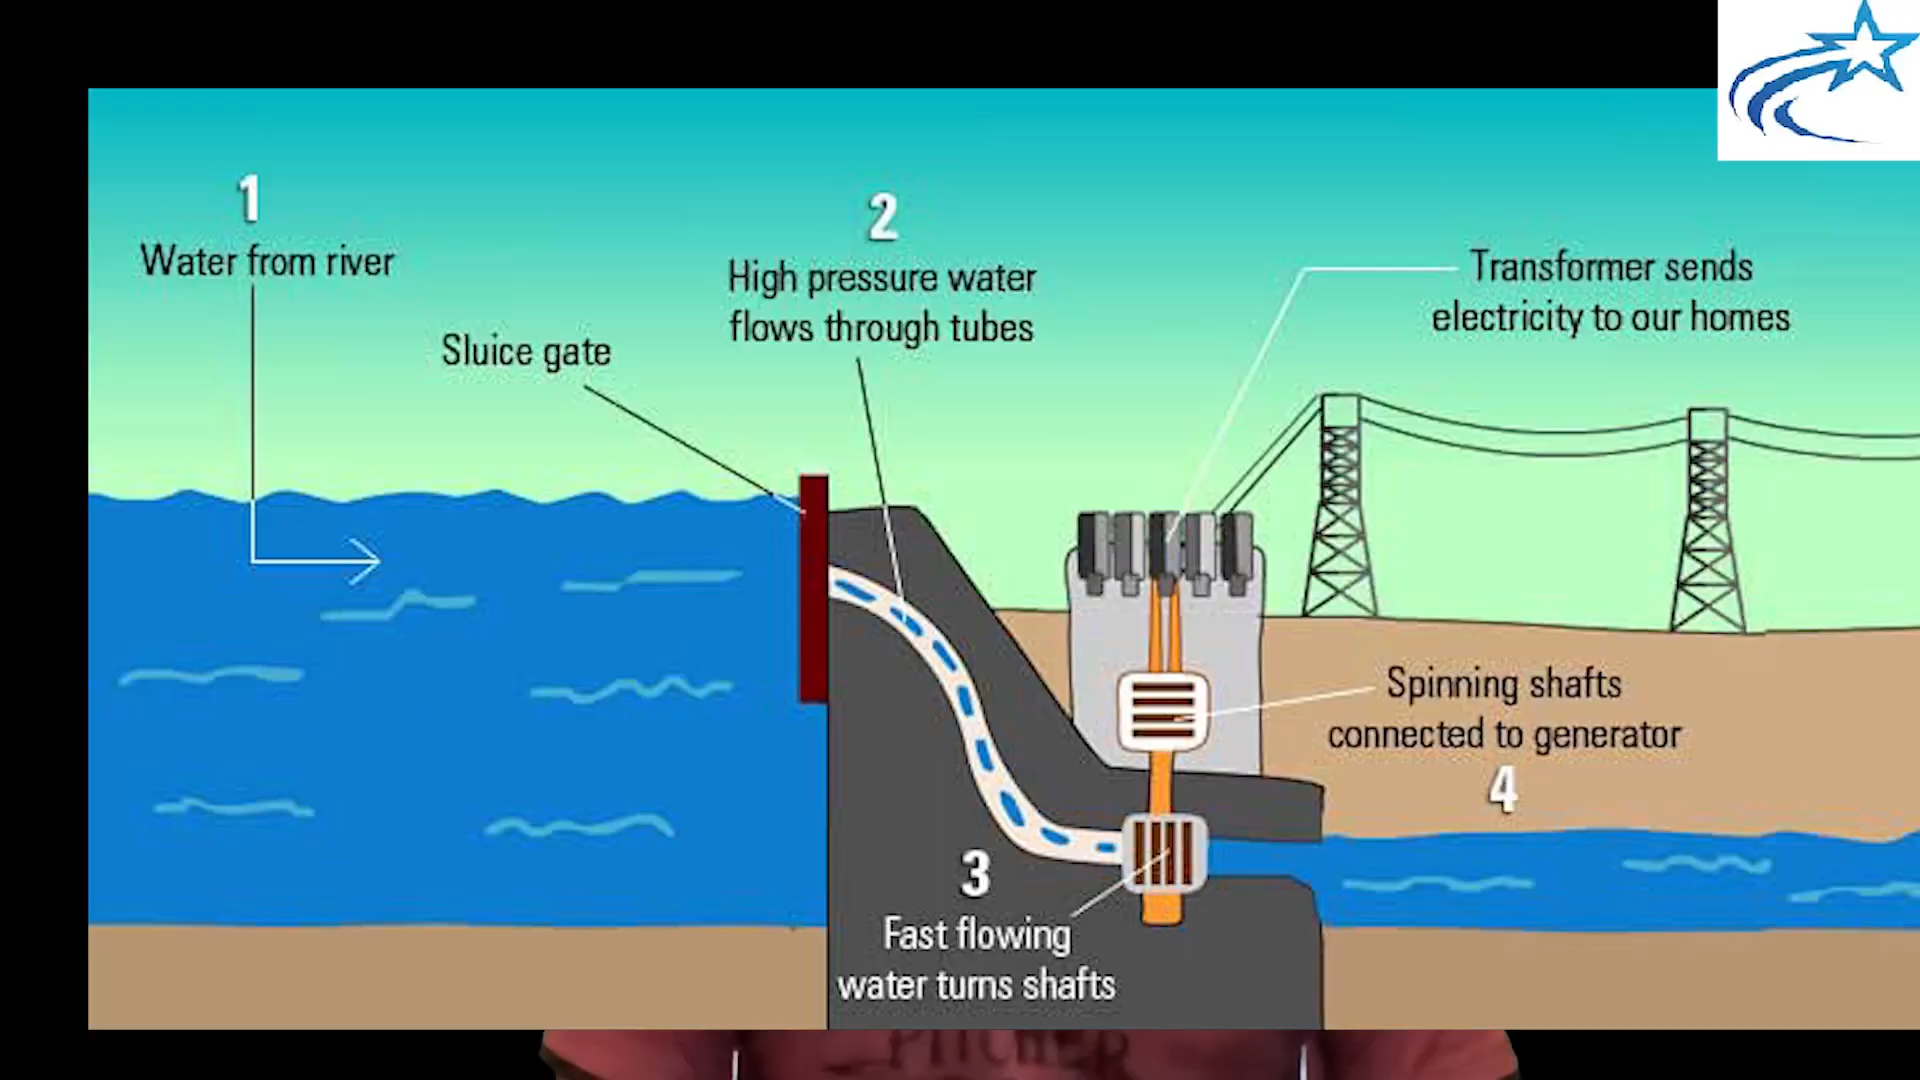 1
Water from river
Sluice gate
2
High pressure water
flows through tubes
Transformer sends
electricity to our homes
Spinning shafts
connected to generator
4
3
Fast flowing
water turns shafts
PITCHER